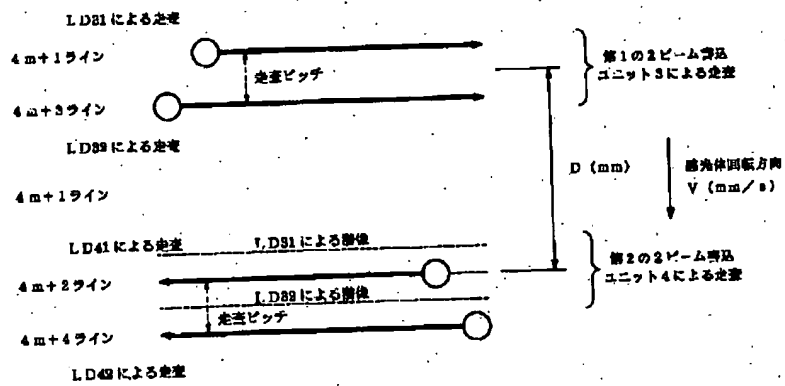 LD31による走査
4m+1ライン
走査ピッチ
4m+3ライン
LD32による走査
第1の2ビーム書込
ユニット3による走査
D (mm)
感光体回転方向
V (mm/s)
4m+1ライン
LD41による走査
LD31による潜像
4m+2ライン
LD32による潜像
走査ピッチ
4m+4ライン
LD42による走査
第2の2ビーム書込
ユニット4による走査